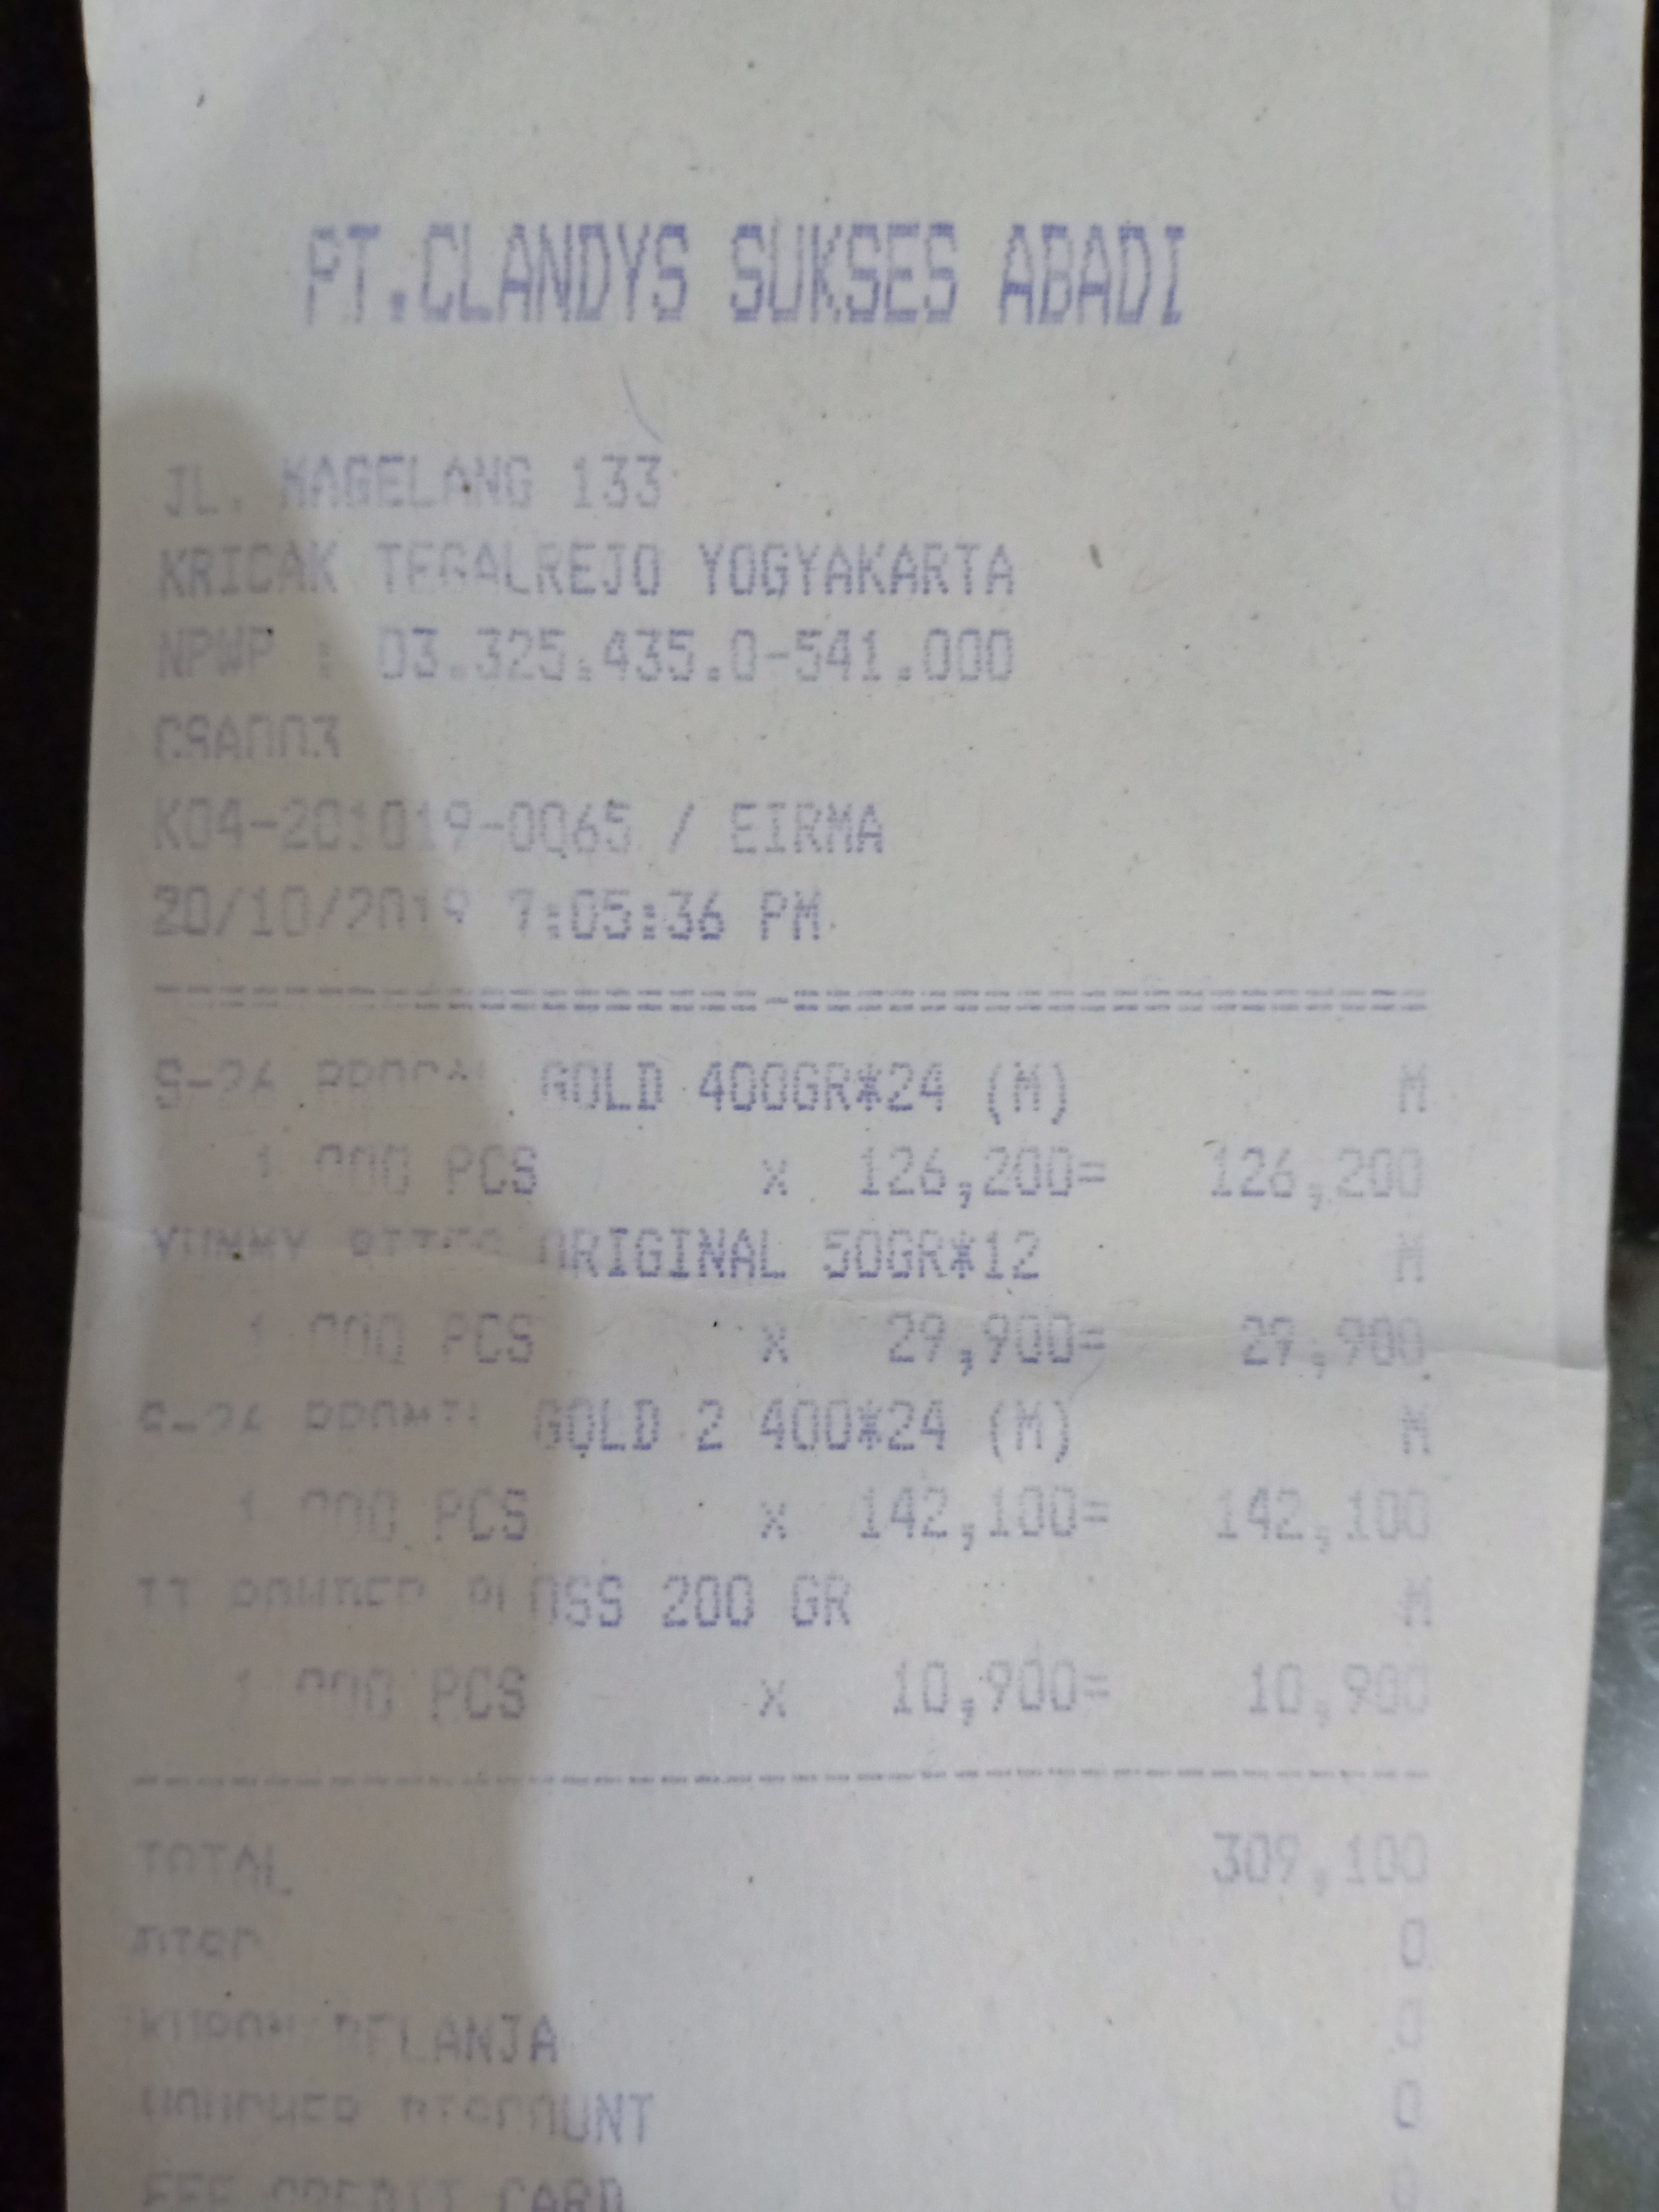 PT.CLANDYS SUKSES ABADI
JL. MAGELANG 133
KRICAK TEGALREJO YOGYAKARTA
NPWP : 03.325.435.0-541.000
CSA003
K04-201019-0065 / EIRMA
20/10/2019 7:05:36 PM
S-26 PROCAL GOLD 400GR*24 (M) M
1 000 PCS x 126,200= 126,200
YUMMY BITES ORIGINAL 50GR*12 M
1 000 PCS x 29,900= 29,900
S-26 PROMIL GOLD 2 400*24 (M) M
1 000 PCS x 142,100= 142,100
POWDER 200 GR M
1 000 PCS x 10,900= 10,900
TOTAL 309,100
DISC 0
KUPON BELANJA 0
VOUCHER DISCOUNT 0
FEE CREDIT CARD 0